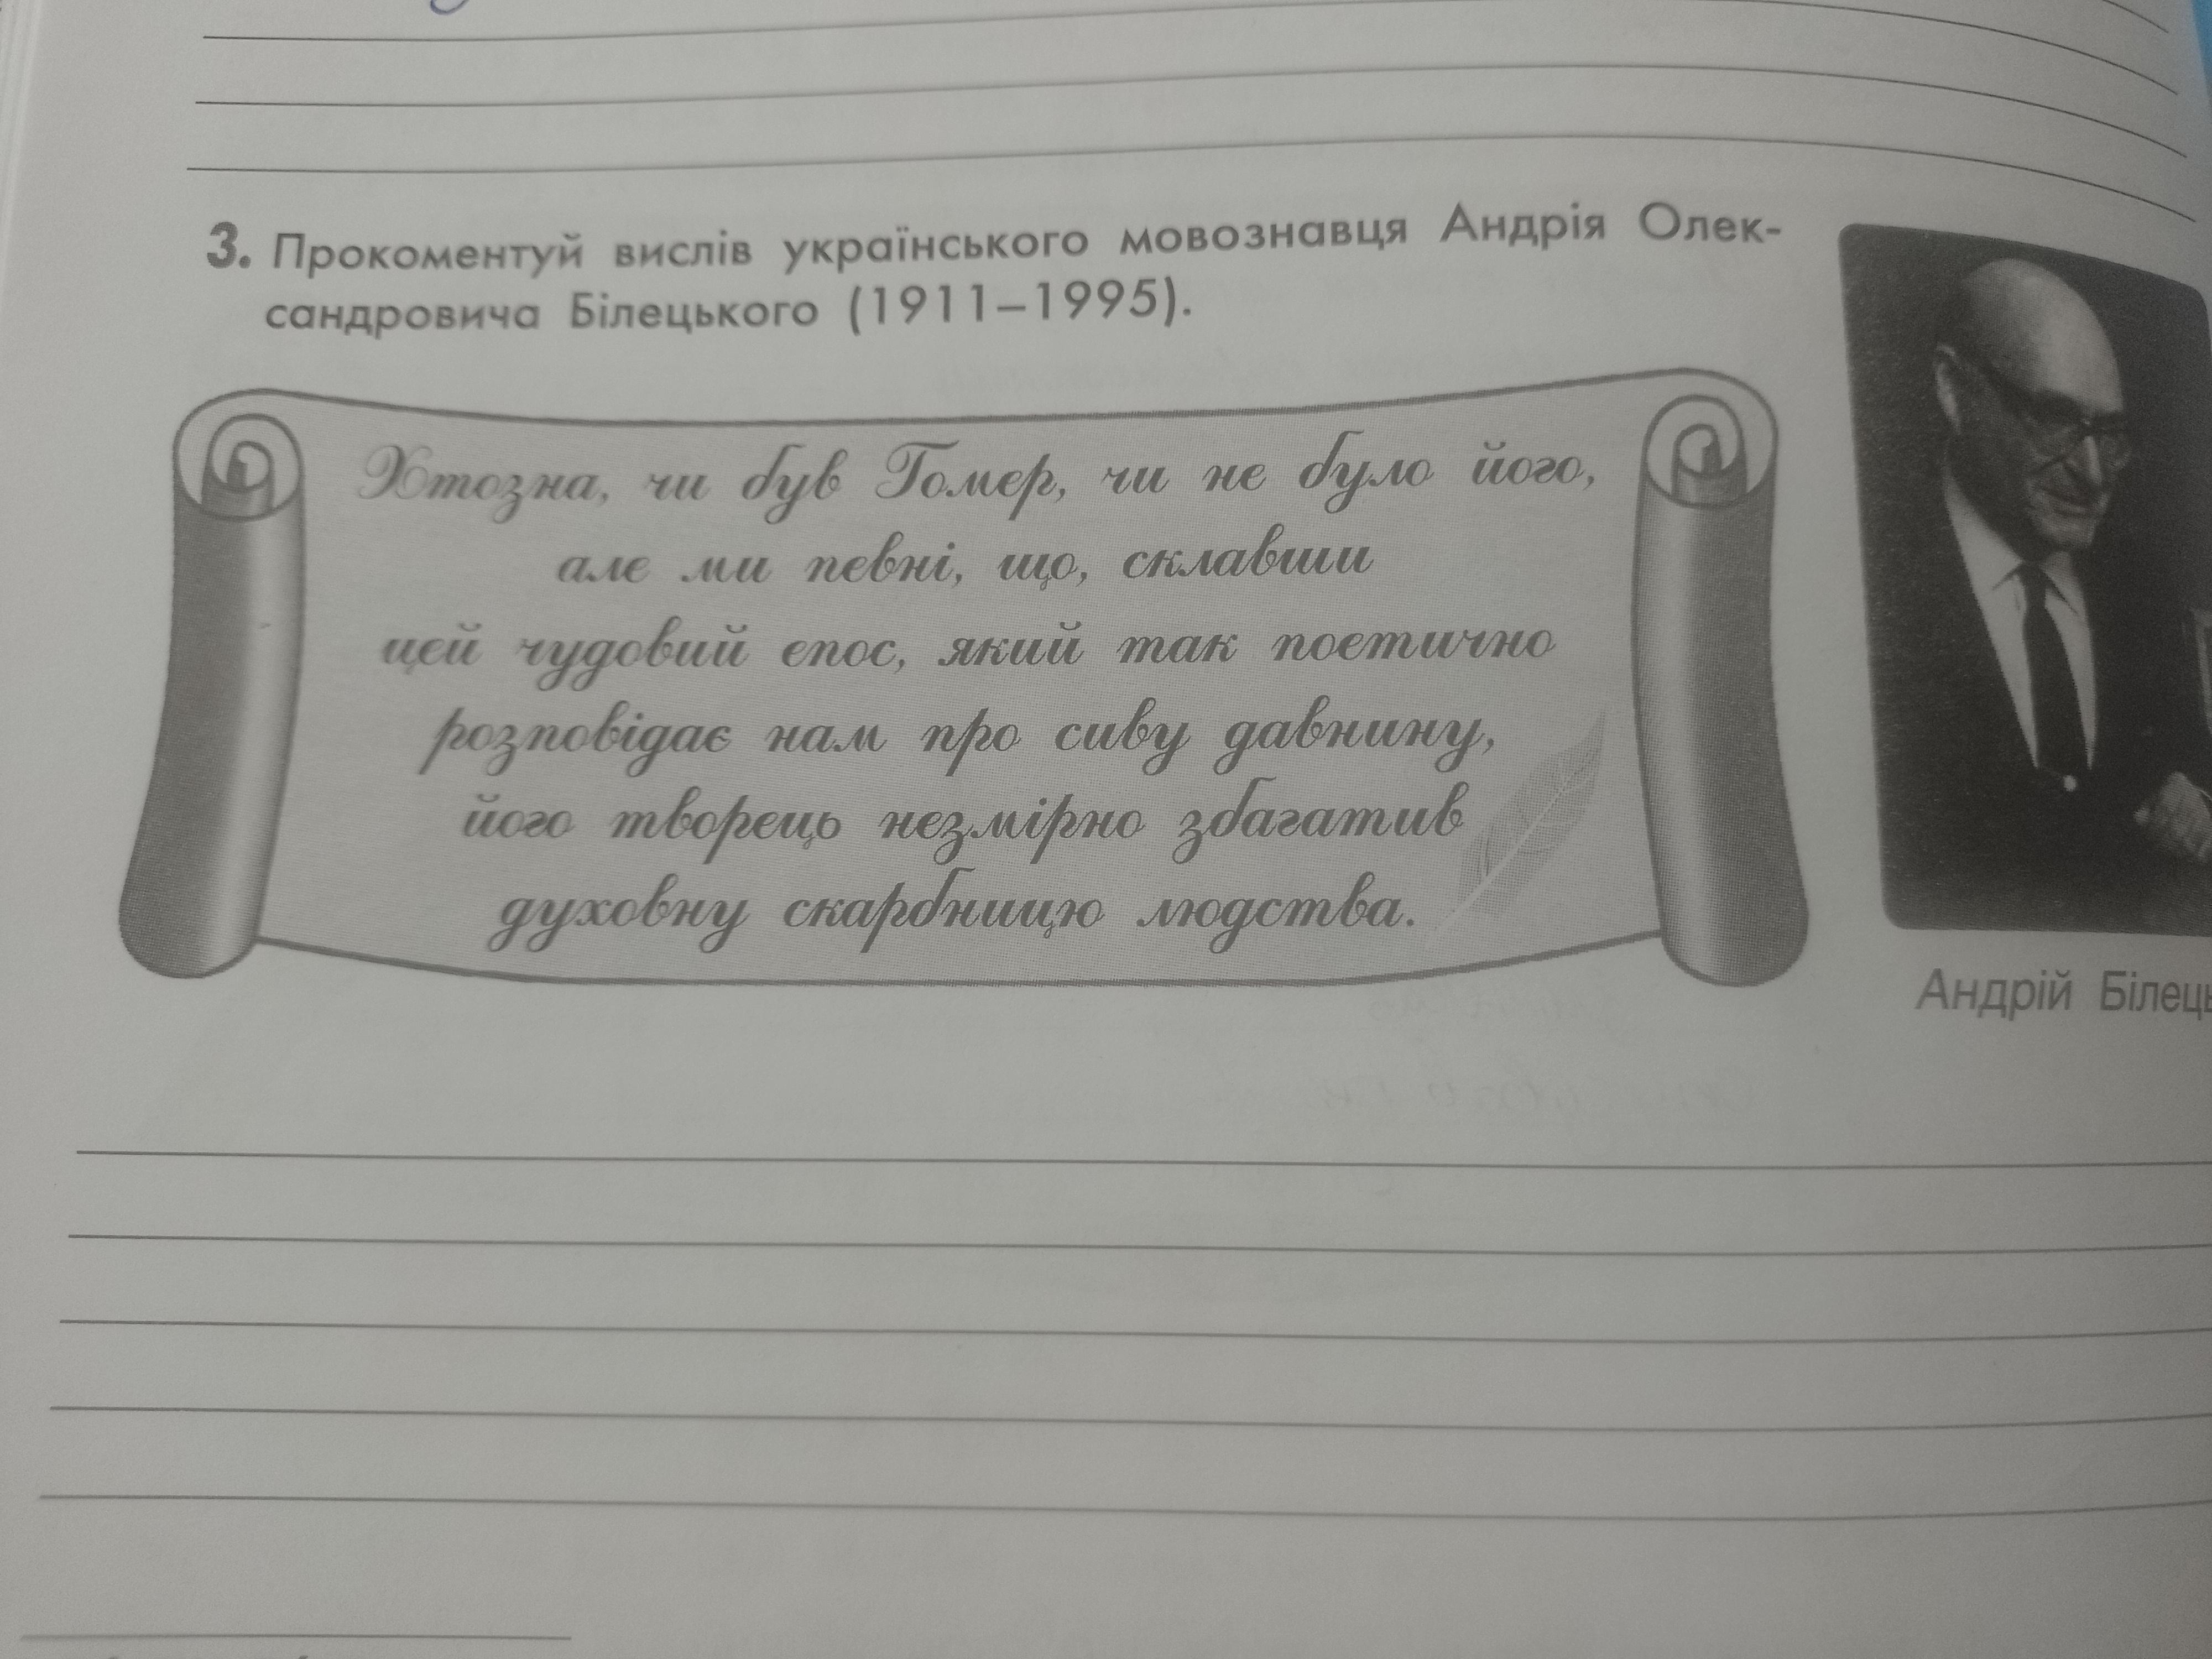 3. Прокоментуй вислів українського мовознавця Андрія Олек-
сандровича Білецького (1911–1995).
Хтозна, чи був Гомер, чи не було його,
але ми певні, що, склавши
цей чудовий епос, який так поетично
розповідає нам про сиву давнину,
його творець незмірно збагатив
духовну скарбницю людства.
Андрій Білець